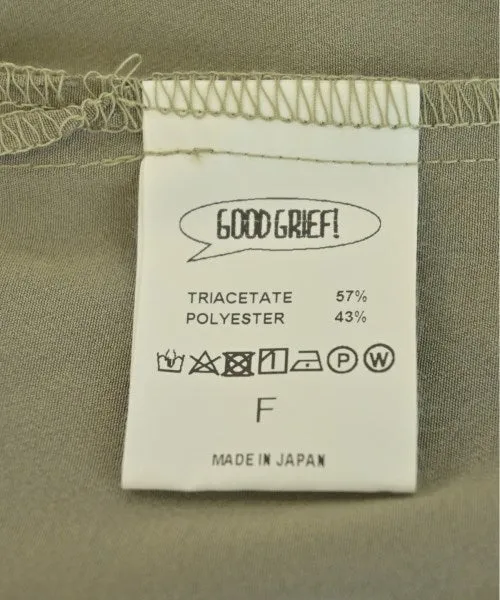 GOOD GRIEF!
TRIACETATE 57%
POLYESTER 43%
P W
F
MADE IN JAPAN